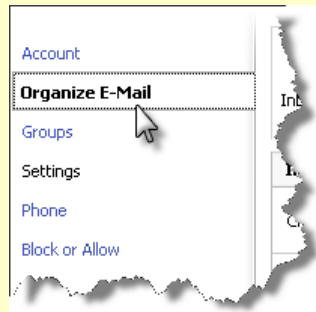 Account
Organize E-Mail
Groups
Settings
Phone
Block or Allow